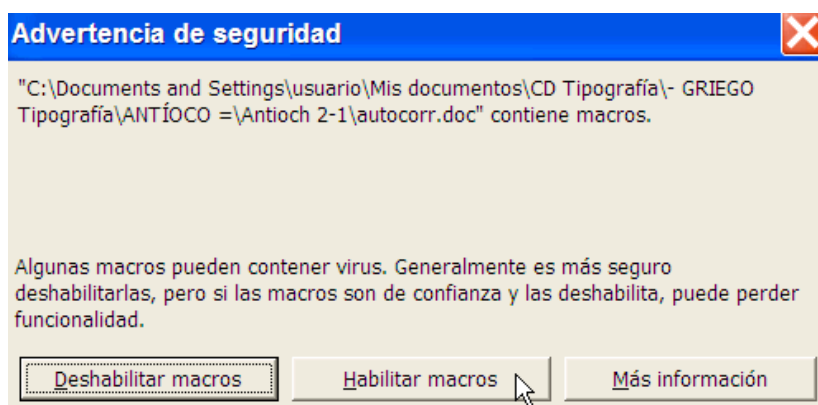 Advertencia de seguridad
"C:\Documents and Settings\usuario\Mis documentos\CD Tipografía\- GRIEGO
Tipografía\ANTÍOCO =\Antioch 2-1\autocorr.doc" contiene macros.
Algunas macros pueden contener virus. Generalmente es más seguro
deshabilitarlas, pero si las macros son de confianza y las deshabilita, puede perder
funcionalidad.
Deshabilitar macros Habilitar macros Más información